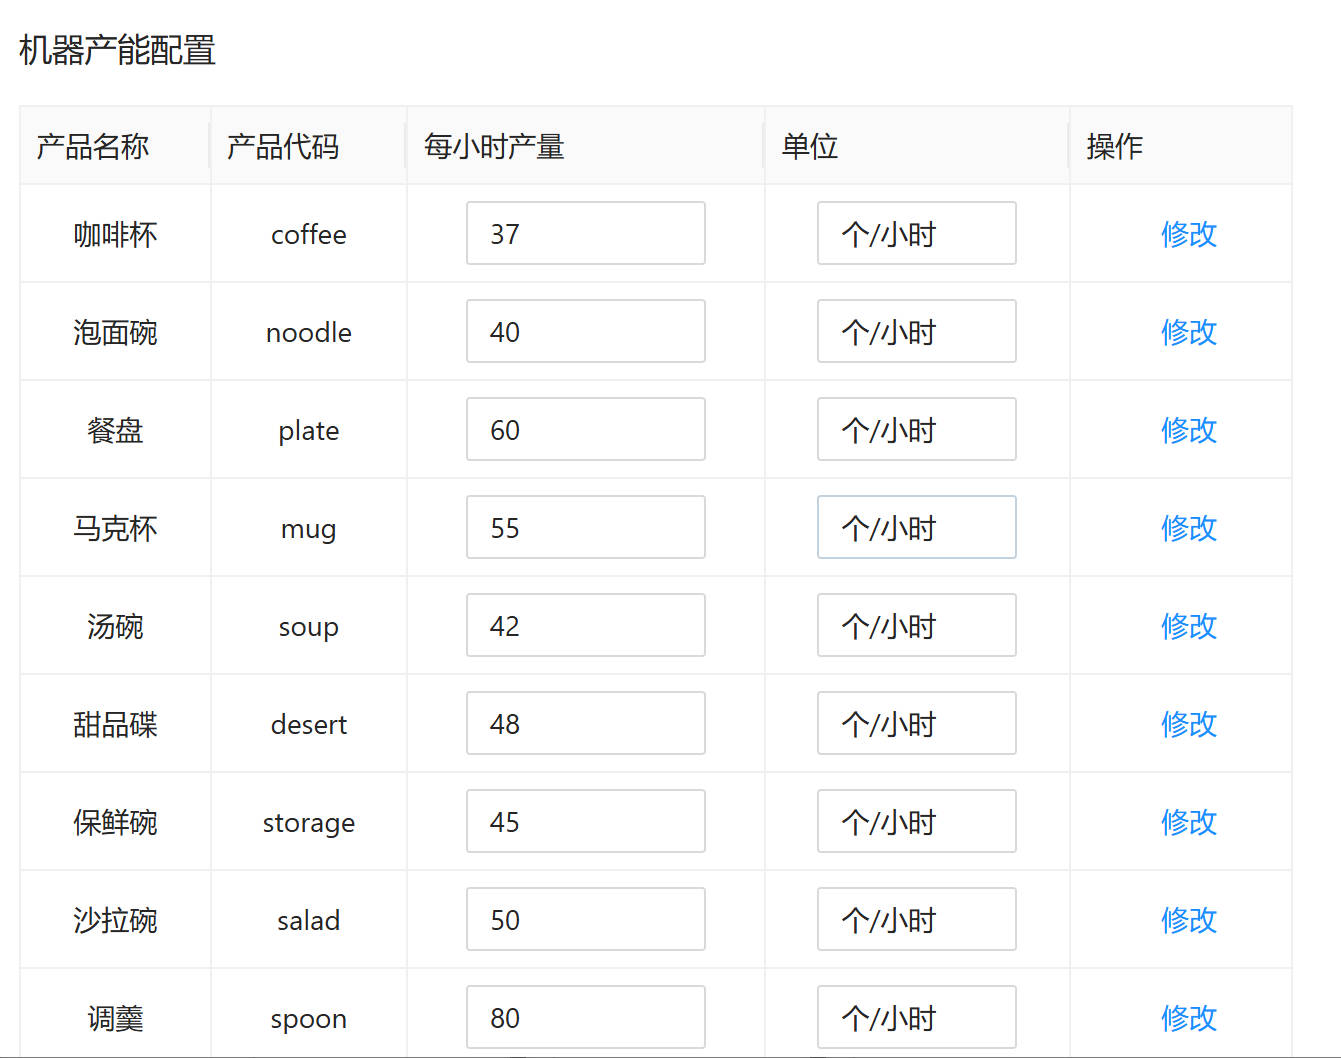 机器产能配置
产品名称 产品代码 每小时产量 单位 操作
咖啡杯 coffee 37 个/小时 修改
泡面碗 noodle 40 个/小时 修改
餐盘 plate 60 个/小时 修改
马克杯 mug 55 个/小时 修改
汤碗 soup 42 个/小时 修改
甜品碟 desert 48 个/小时 修改
保鲜碗 storage 45 个/小时 修改
沙拉碗 salad 50 个/小时 修改
调羹 spoon 80 个/小时 修改